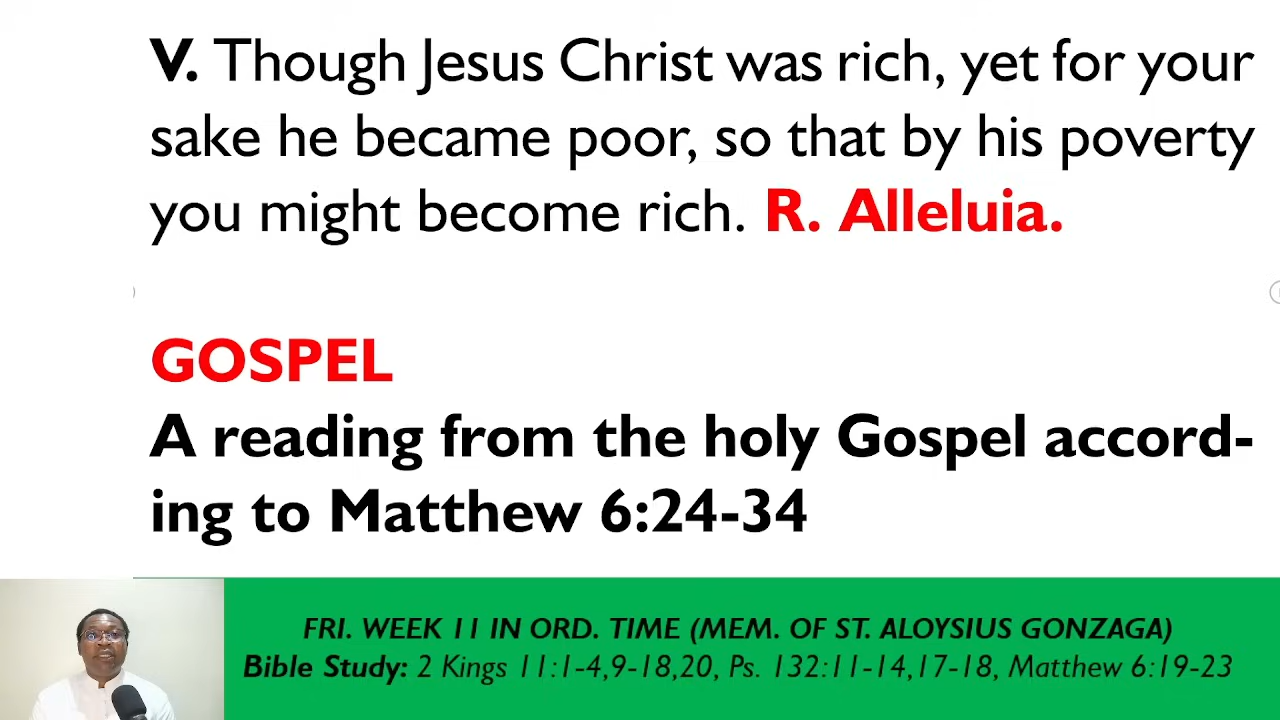 V. Though Jesus Christ was rich, yet for your
sake he became poor, so that by his poverty
you might become rich. R. Alleluia.
GOSPEL
A reading from the holy Gospel accord-
ing to Matthew 6:24-34
FRI. WEEK 11 IN ORD. TIME (MEM. OF ST. ALOYSIUS GONZAGA)
Bible Study: 2 Kings 11:1-4,9-18,20, Ps. 132:11-14,17-18, Matthew 6:19-23